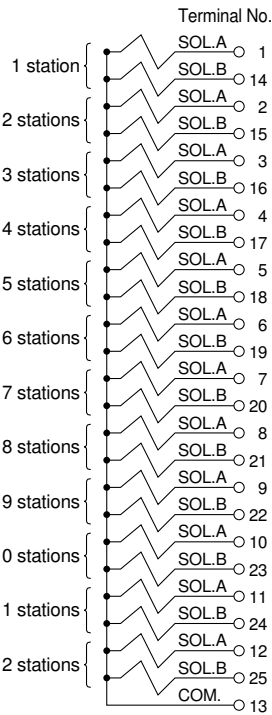 Terminal No.
SOL.A 1
1 station
SOL.B 14
SOL.A 2
2 stations
SOL.B 15
SOL.A 3
3 stations
SOL.B 16
SOL.A 4
4 stations
SOL.B 17
SOL.A 5
5 stations
SOL.B 18
SOL.A 6
6 stations
SOL.B 19
SOL.A 7
7 stations
SOL.B 20
SOL.A 8
8 stations
SOL.B 21
SOL.A 9
9 stations
SOL.B 22
SOL.A 10
0 stations
SOL.B 23
SOL.A 11
1 stations
SOL.B 24
SOL.A 12
2 stations
SOL.B 25
COM. 13